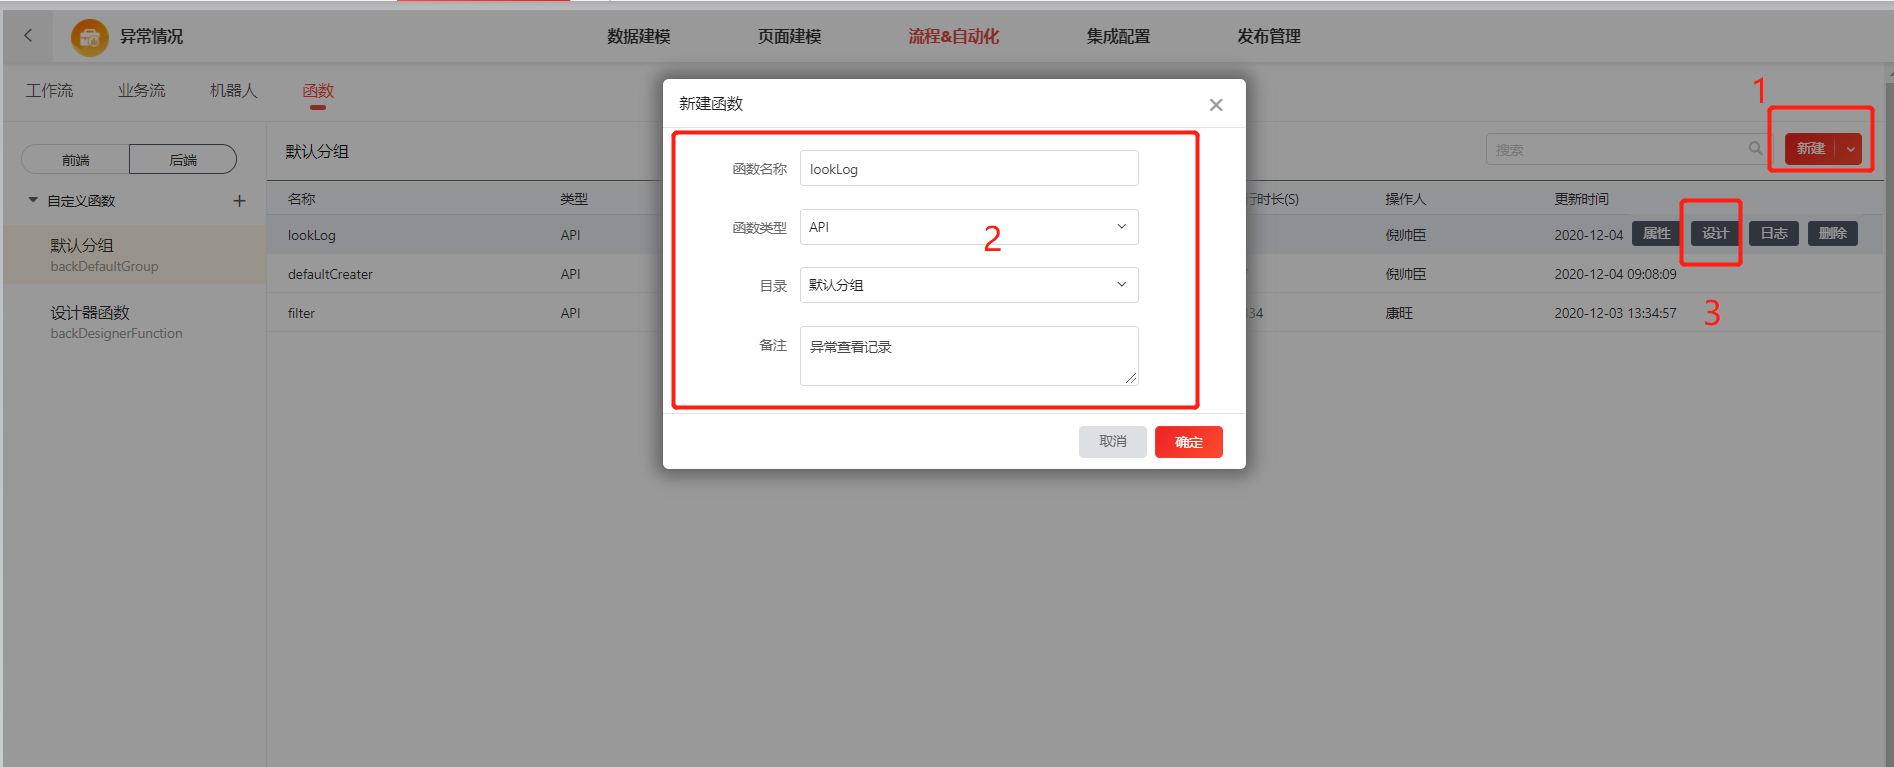 异常情况
数据建模
页面建模
流程&自动化
集成配置
发布管理
工作流
业务流
机器人
函数
1
前端
后端
默认分组
搜索
新建
自定义函数
名称
类型
行时长(S)
操作人
更新时间
默认分组
backDefaultGroup
lookLog
API
倪帅臣
2020-12-04
属性
设计
日志
删除
defaultCreater
API
倪帅臣
2020-12-04 09:08:09
设计器函数
backDesignerFunction
filter
API
34
康旺
2020-12-03 13:34:57
3
新建函数
函数名称
lookLog
函数类型
API
2
目录
默认分组
备注
异常查看记录
取消
确定